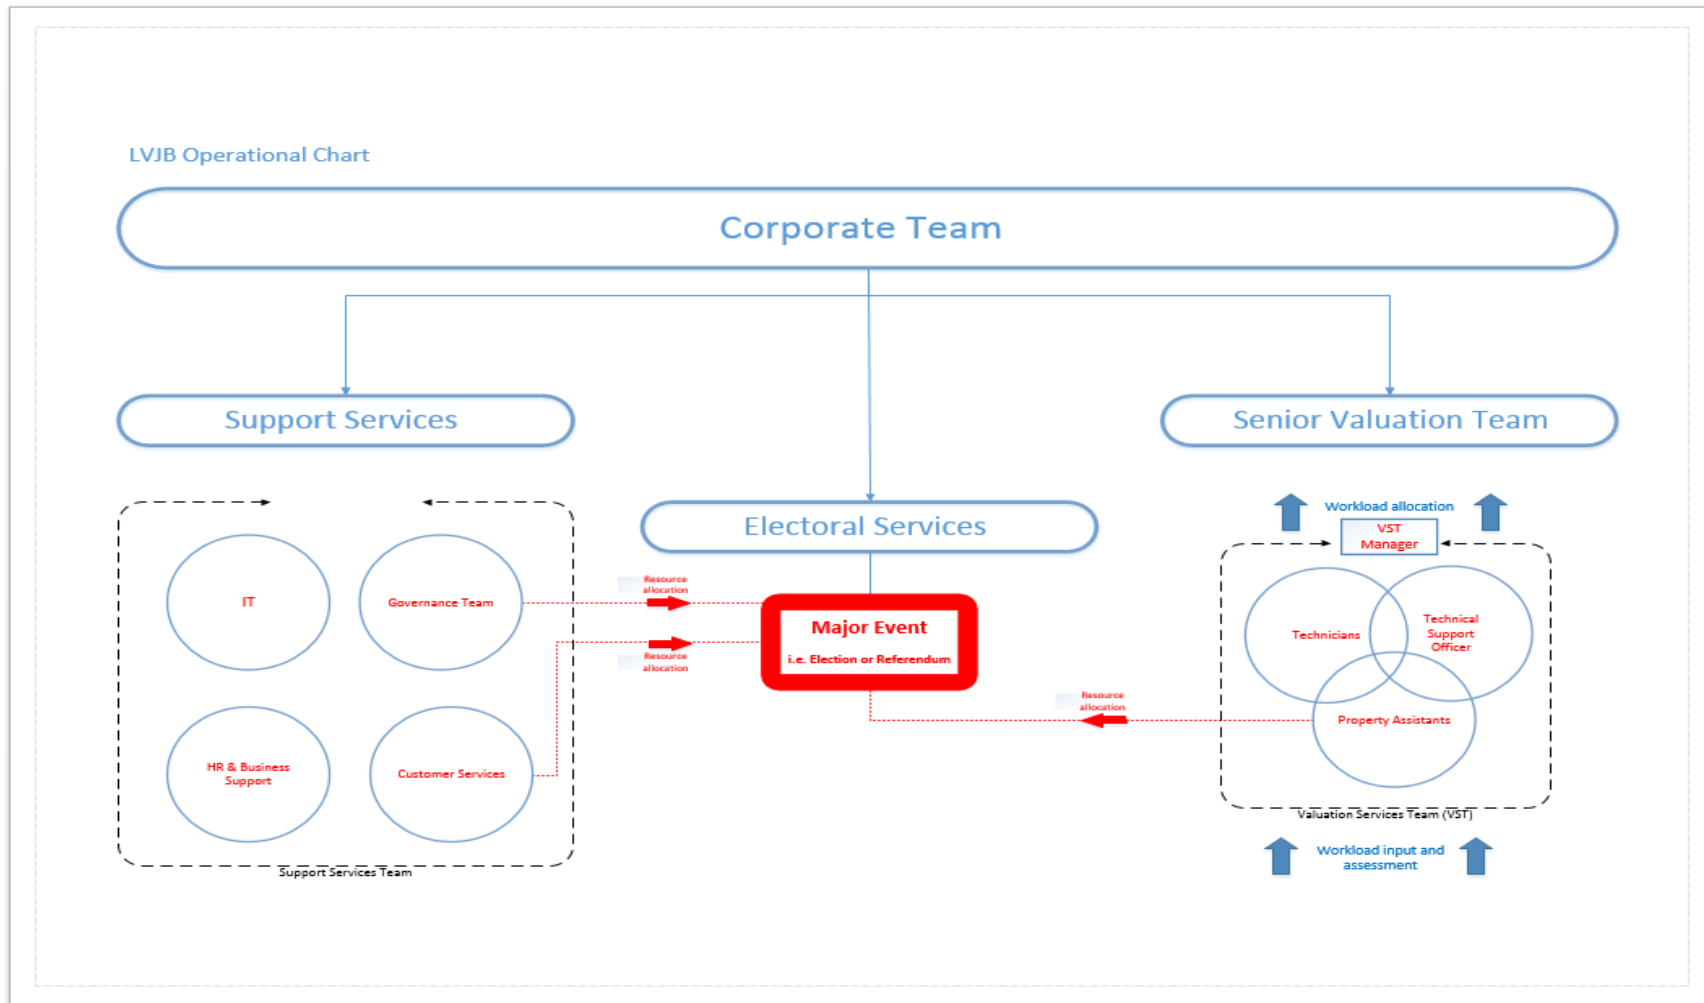 LVJB Operational Chart
Corporate Team
Support Services
Senior Valuation Team
Electoral Services
Workload allocation
VST
Manager
IT
Governance Team
Resource
allocation
Major Event
i.e. Election or Referendum
Resource
allocation
Technicians
Technical
Support
Officer
Resource
allocation
Property Assistants
HR & Business
Support
Customer Services
Valuation Services Team (VST)
Support Services Team
Workload input and
assessment